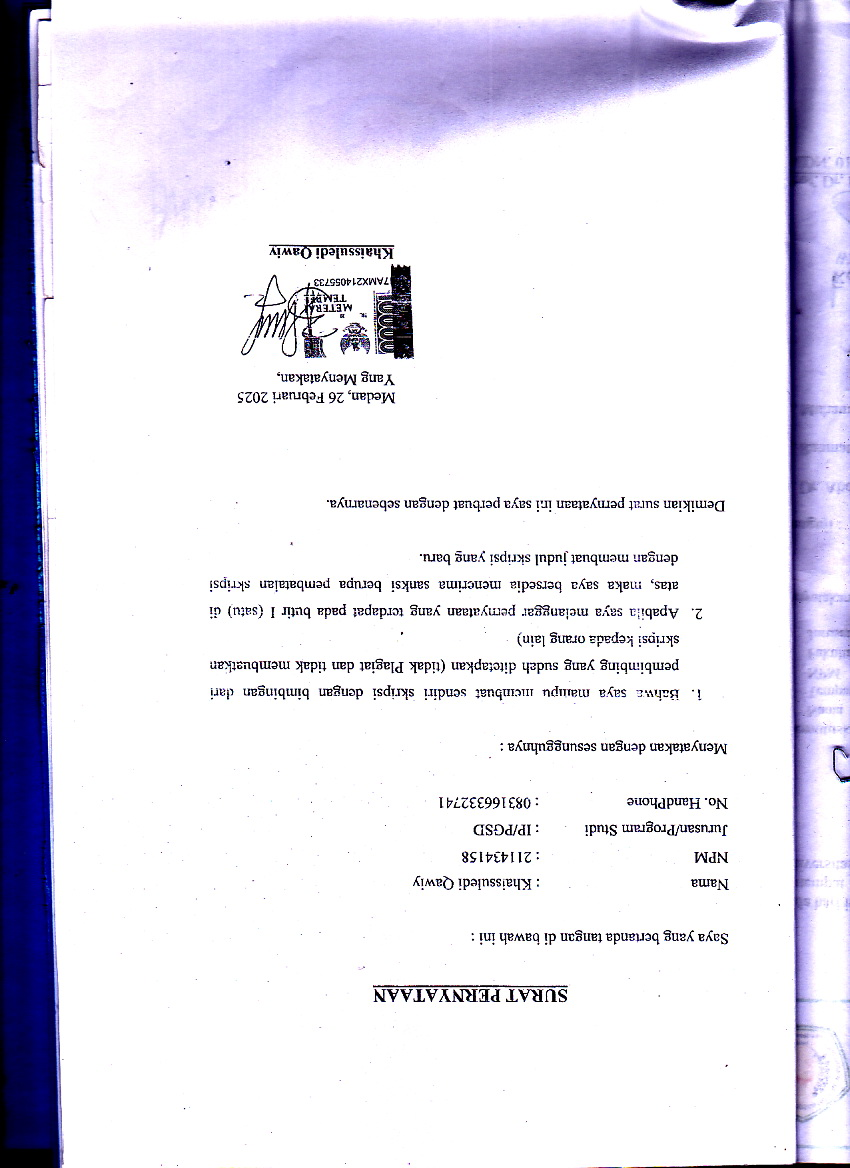 SURAT PERNYATAAN
Saya yang bertanda tangan di bawah ini :
Nama : Khaissuledi Qawiy
NPM : 211434158
Jurusan/Program Studi : IP/PGSD
No. HandPhone : 083166332741
Menyatakan dengan sesungguhnya :
1. Bahwa saya mampu membuat sendiri skripsi dengan bimbingan dari
pembimbing yang sudah ditetapkan (tidak Plagiat dan tidak membuatkan
skripsi kepada orang lain)
2. Apabila saya melanggar pernyataan yang terdapat pada butir 1 (satu) di
atas, maka saya bersedia menerima sanksi berupa pembatalan skripsi
dengan membuat judul skripsi yang baru.
Demikian surat pernyataan ini saya perbuat dengan sebenarnya.
Medan, 26 Februari 2025
Yang Menyatakan,
10000
METERAI
TEMPEL
7AMX214055733
Khaissuledi Qawiy